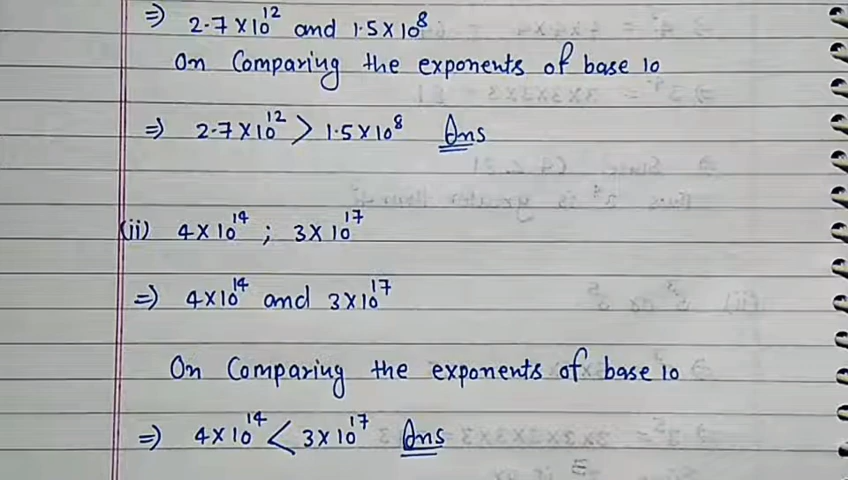 ⇒ 2.7×10¹² and 1.5×10⁸
On Comparing the exponents of base 10
⇒ 2.7×10¹² > 1.5×10⁸ Ans
(ii) 4×10¹⁴ ; 3×10¹⁷
⇒ 4×10¹⁴ and 3×10¹⁷
On Comparing the exponents of base 10
⇒ 4×10¹⁴ < 3×10¹⁷ Ans